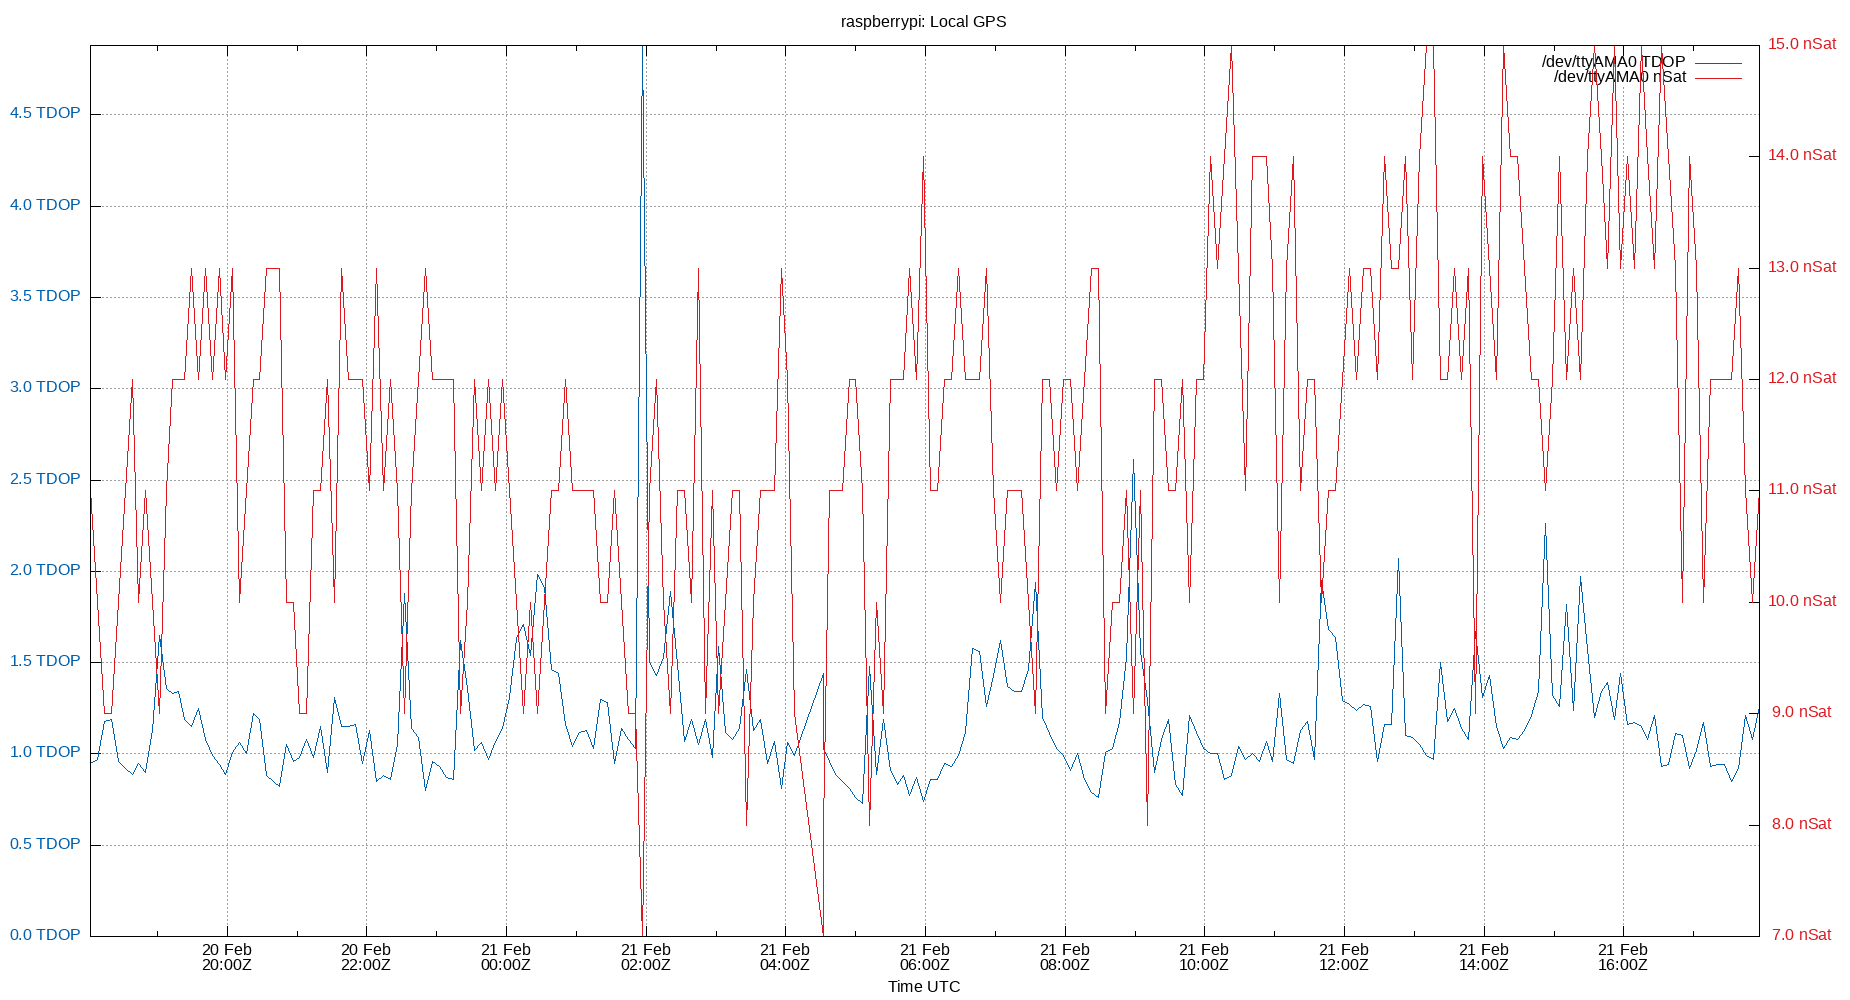 raspberrypi: Local GPS
/dev/ttyAMA0 TDOP
/dev/ttyAMA0 nSat
4.5 TDOP
4.0 TDOP
3.5 TDOP
3.0 TDOP
2.5 TDOP
2.0 TDOP
1.5 TDOP
1.0 TDOP
0.5 TDOP
0.0 TDOP
15.0 nSat
14.0 nSat
13.0 nSat
12.0 nSat
11.0 nSat
10.0 nSat
9.0 nSat
8.0 nSat
7.0 nSat
20 Feb
20:00Z
20 Feb
22:00Z
21 Feb
00:00Z
21 Feb
02:00Z
21 Feb
04:00Z
21 Feb
06:00Z
21 Feb
08:00Z
21 Feb
10:00Z
21 Feb
12:00Z
21 Feb
14:00Z
21 Feb
16:00Z
Time UTC